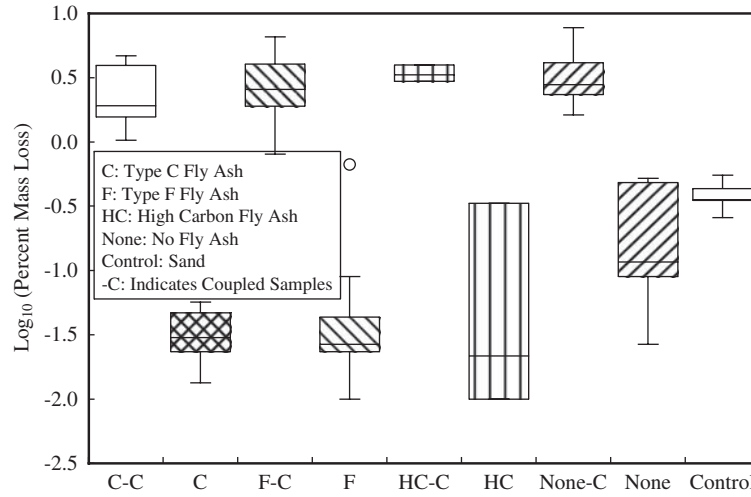 Log10 (Percent Mass Loss)
1.0
0.5
0.0
-0.5
-1.0
-1.5
-2.0
-2.5
C: Type C Fly Ash
F: Type F Fly Ash
HC: High Carbon Fly Ash
None: No Fly Ash
Control: Sand
-C: Indicates Coupled Samples
C-C C F-C F HC-C HC None-C None Control